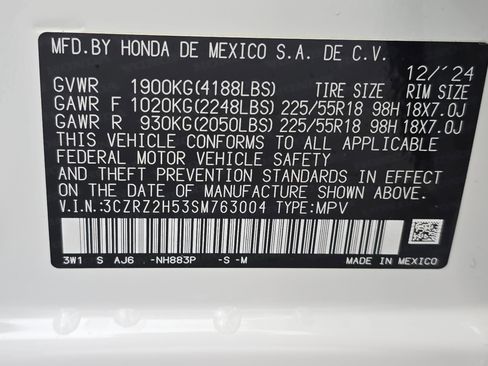 MFD.BY HONDA DE MEXICO S.A. DE C.V.
12/´24
GVWR 1900KG(4188LBS) TIRE SIZE RIM SIZE
GAWR F 1020KG(2248LBS) 225/55R18 98H 18X7.0J
GAWR R 930KG(2050LBS) 225/55R18 98H 18X7.0J
THIS VEHICLE CONFORMS TO ALL APPLICABLE
FEDERAL MOTOR VEHICLE SAFETY, BUMPER,
AND THEFT PREVENTION STANDARDS IN EFFECT
ON THE DATE OF MANUFACTURE SHOWN ABOVE.
V.I.N.:3CZRZ2H53SM763004 TYPE:MPV
3W1 S AJ6 -NH883P -S-M MADE IN MEXICO